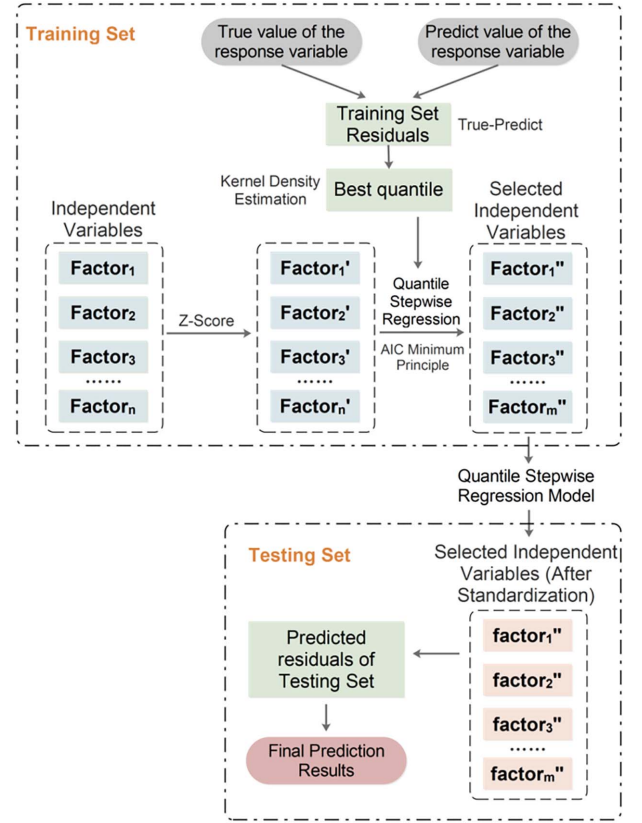 Training Set
True value of the
response variable
Predict value of the
response variable
Training Set
Residuals
True-Predict
Kernel Density
Estimation
Best quantile
Independent
Variables
Selected
Independent
Variables
Factor₁
Factor₂
Factor₃
......
Factorₙ
Z-Score
Factor₁'
Factor₂'
Factor₃'
......
Factorₙ'
Quantile
Stepwise
Regression
AIC Minimum
Principle
Factor₁"
Factor₂"
Factor₃"
......
Factorₘ"
Quantile Stepwise
Regression Model
Testing Set
Selected Independent
Variables (After
Standardization)
factor₁"
factor₂"
factor₃"
......
factorₘ"
Predicted
residuals of
Testing Set
Final Prediction
Results